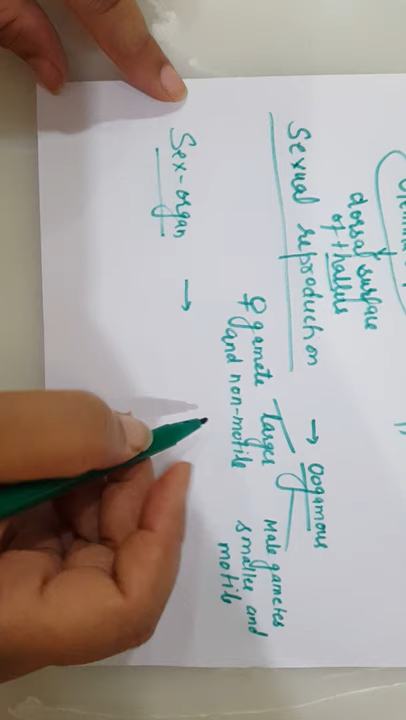 dorsal surface
of thallus
Sexual reproduction → Oogamous
♀ gamete larger
and non-motile
Male gametes
smaller and
motile
Sex-organ →